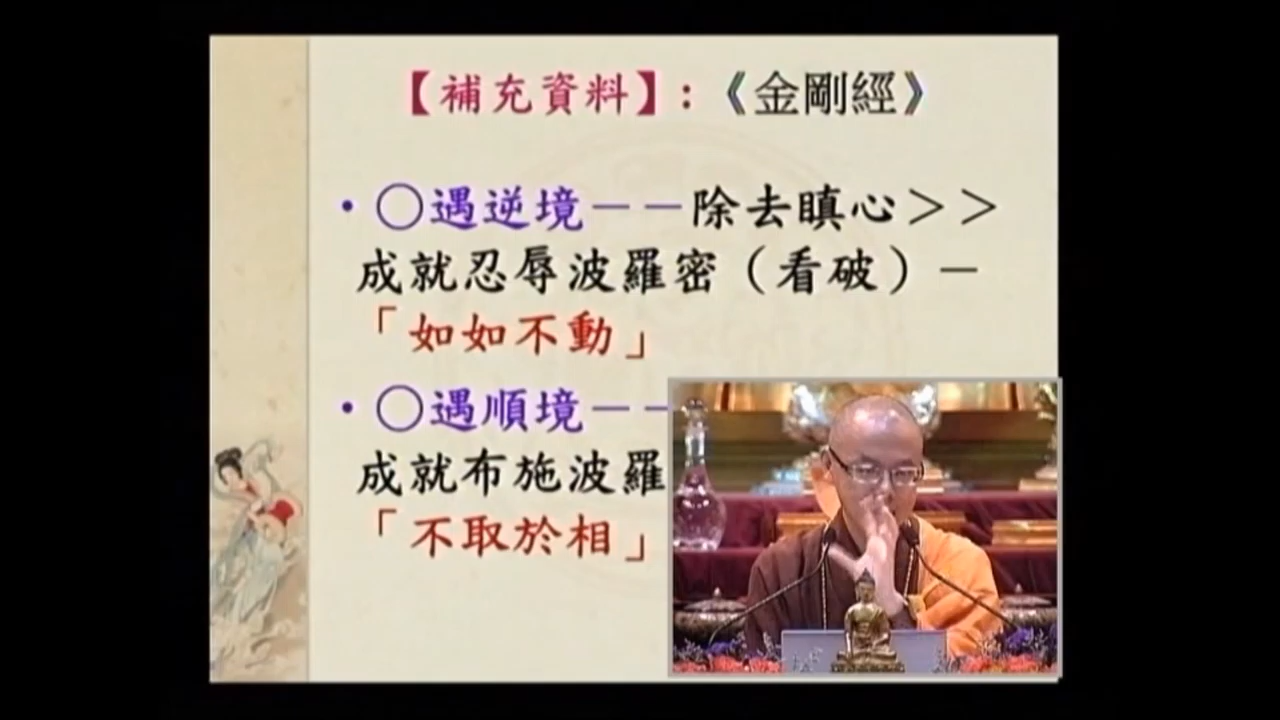 【補充資料】：《金剛經》
•〇遇逆境－－除去瞋心＞＞
成就忍辱波羅密（看破）－
「如如不動」
•〇遇順境－－
成就布施波羅
「不取於相」